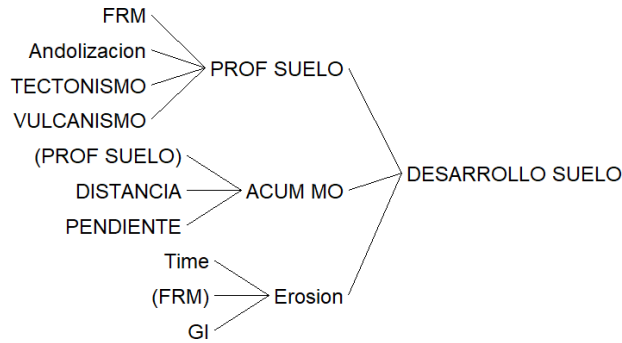 FRM
Andolizacion
TECTONISMO
VULCANISMO
PROF SUELO
(PROF SUELO)
DISTANCIA
PENDIENTE
ACUM MO
Time
(FRM)
GI
Erosion
DESARROLLO SUELO